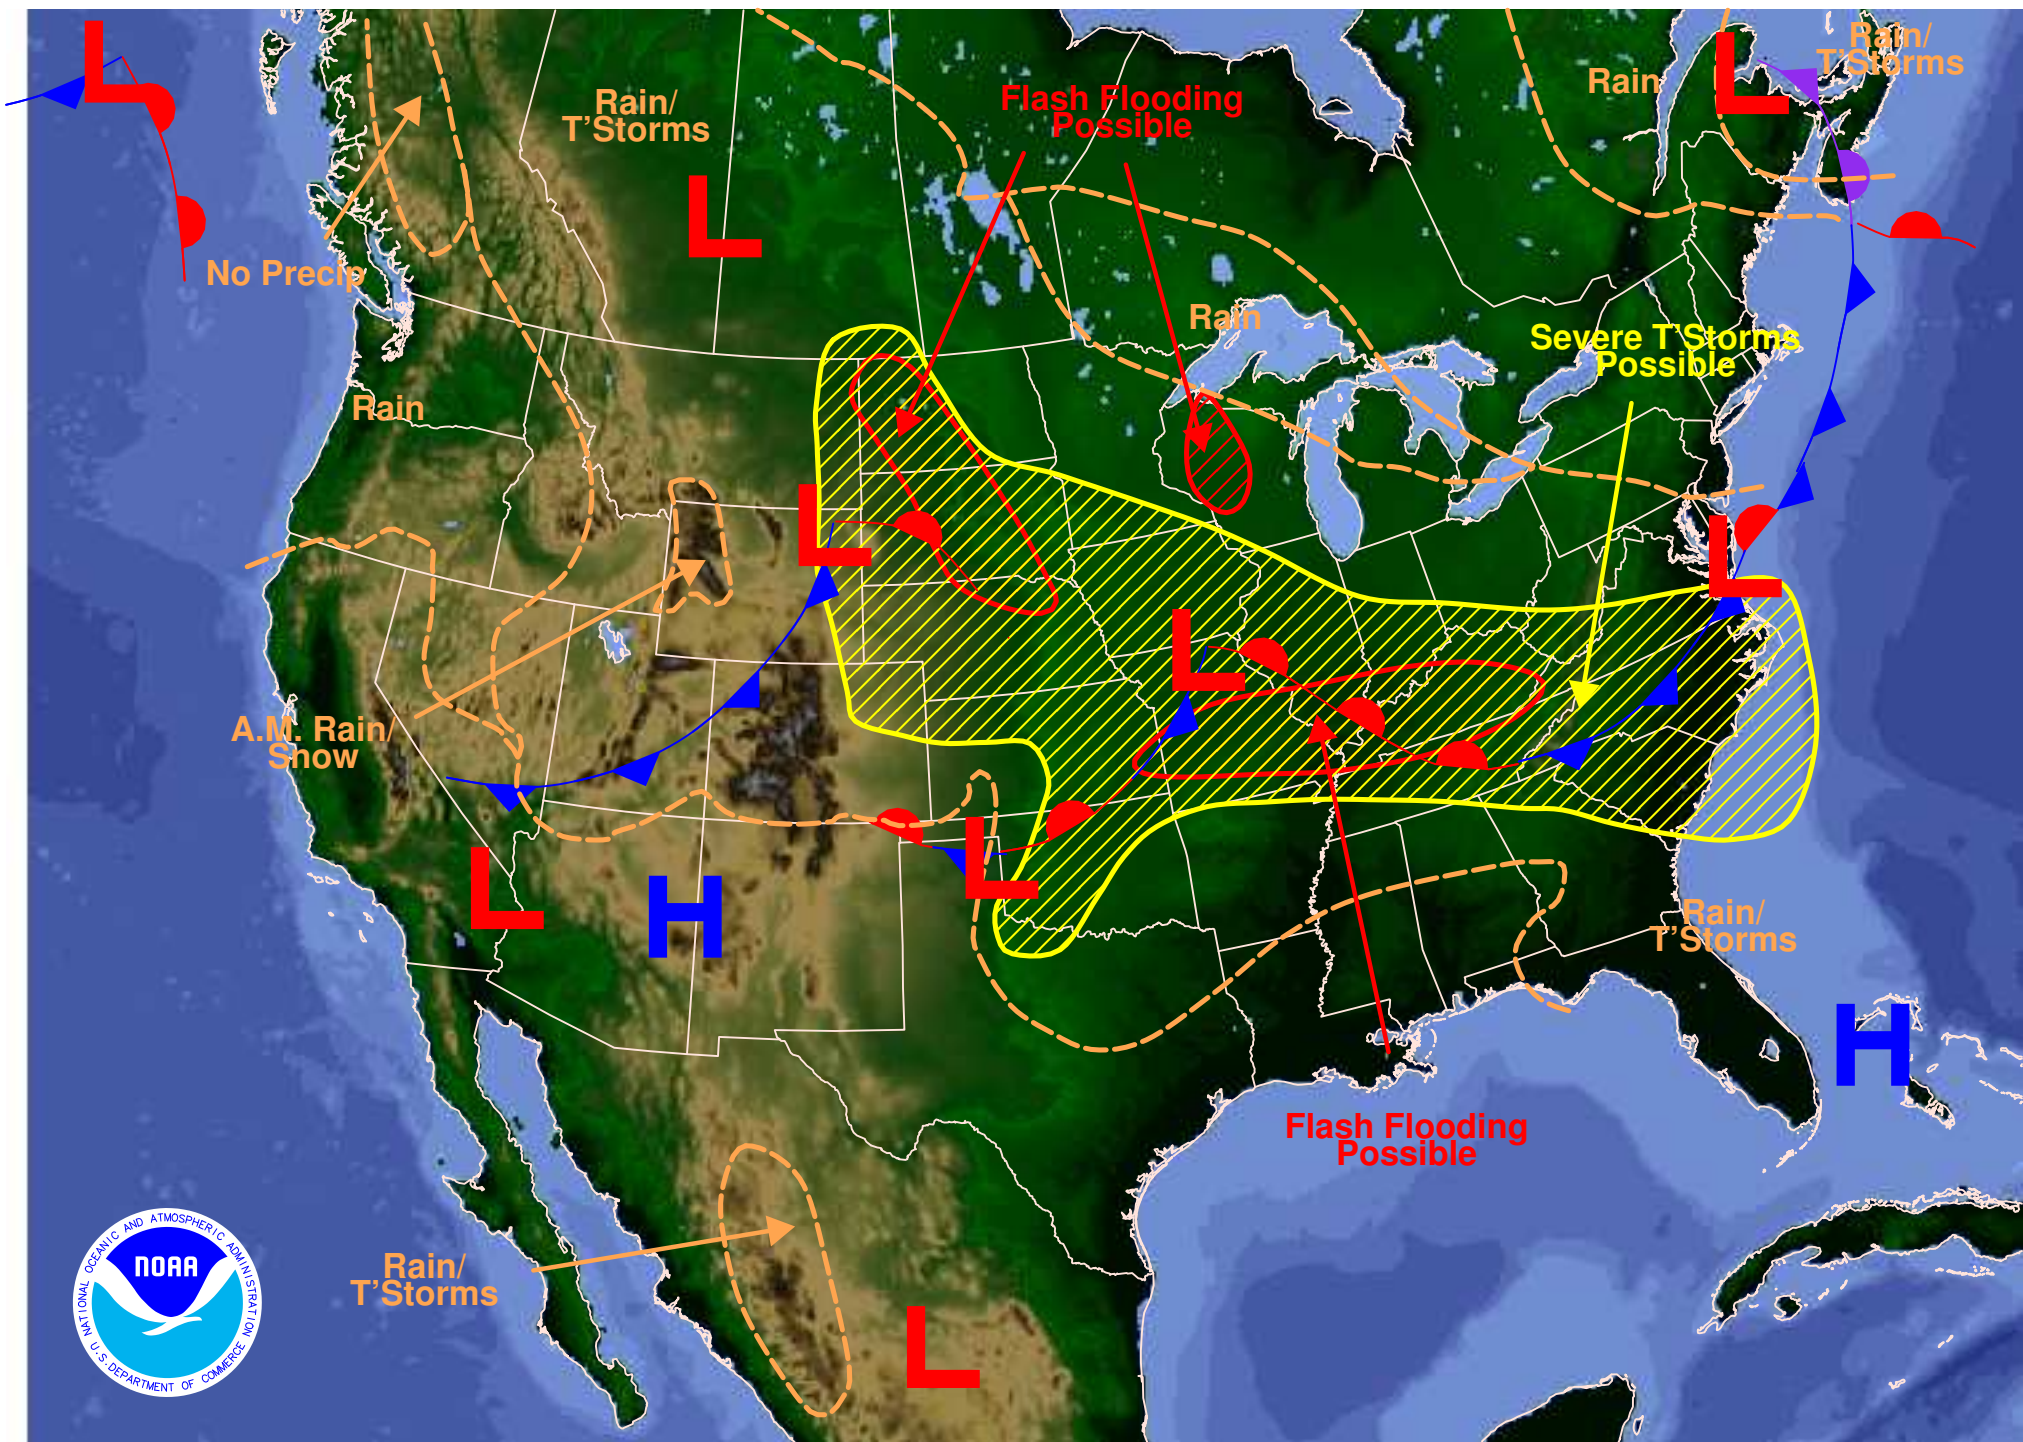 L
L
Rain/
T'Storms
Rain/
T'Storms
Rain
Flash Flooding
Possible
L
No Precip
Rain
Severe T'Storms
Possible
Rain
L
L
L
A.M. Rain/
Snow
L
L
H
Rain/
T'Storms
H
Flash Flooding
Possible
Rain/
T'Storms
L
NATIONAL OCEANIC AND ATMOSPHERIC ADMINISTRATION
NOAA
U.S. DEPARTMENT OF COMMERCE